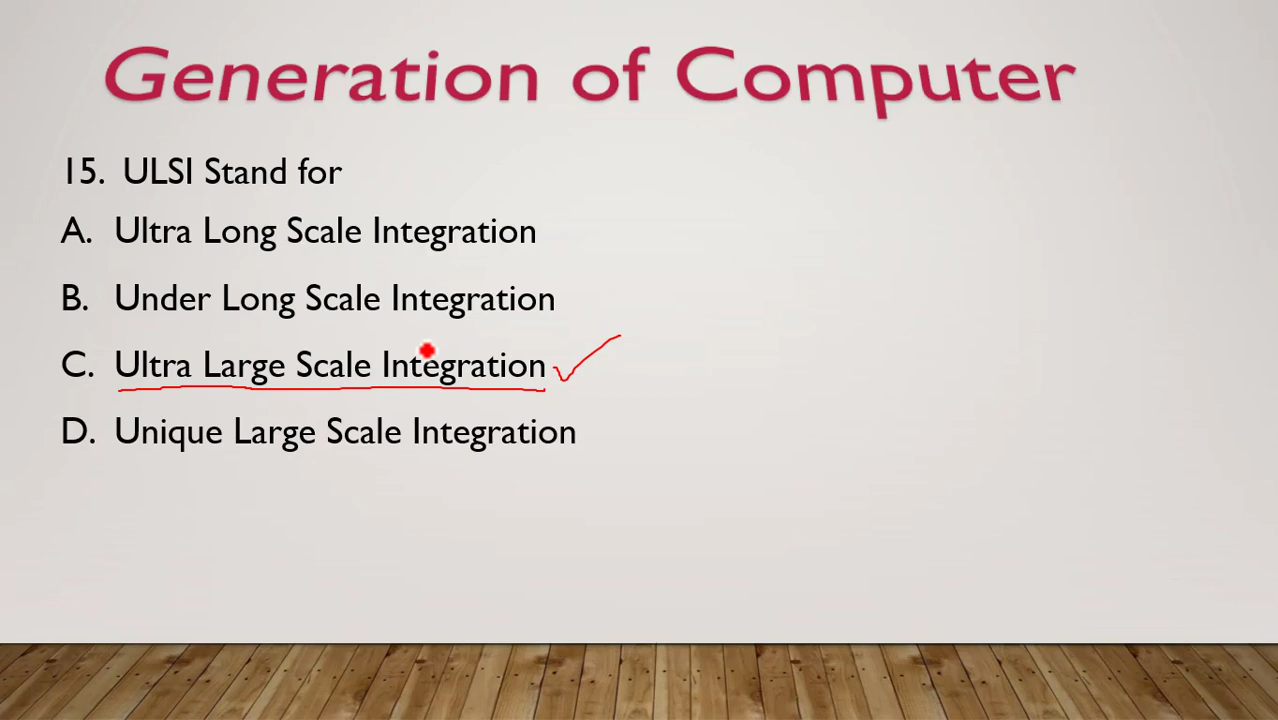 Generation of Computer
15. ULSI Stand for
A. Ultra Long Scale Integration
B. Under Long Scale Integration
C. Ultra Large Scale Integration
D. Unique Large Scale Integration